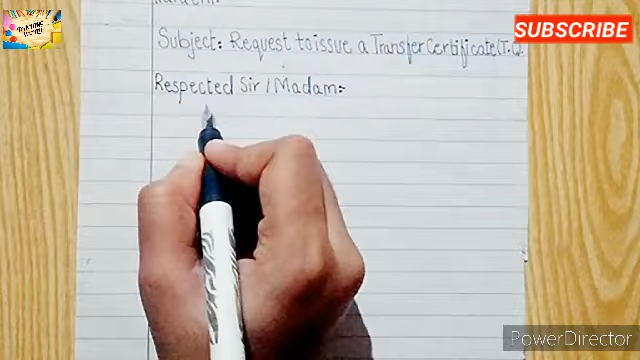 SUBSCRIBE
Subject: Request to issue a Transfer Certificate (T.C).
Respected Sir / Madam:-
PowerDirector